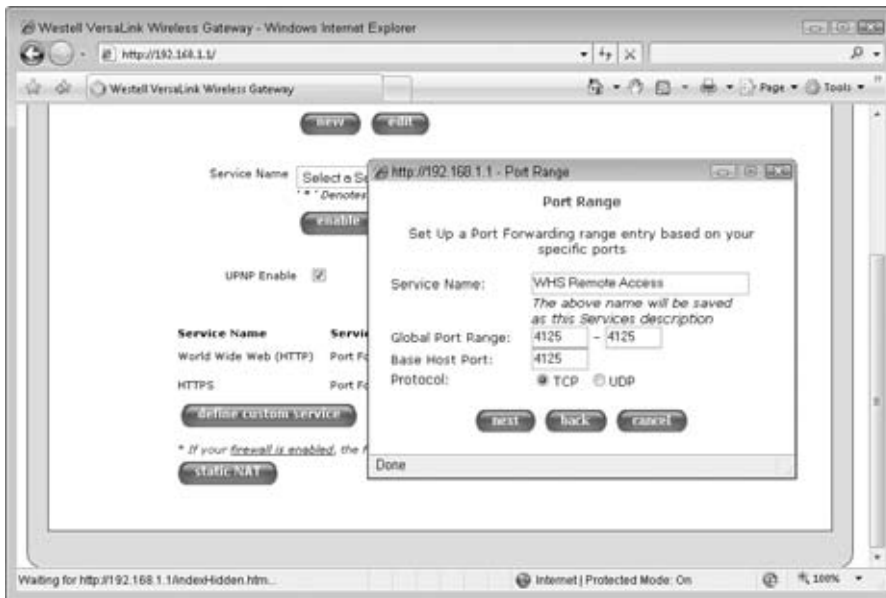 Westell VersaLink Wireless Gateway - Windows Internet Explorer
http://192.168.1.1/
Westell VersaLink Wireless Gateway
Page
Tools
new
edit
Service Name
Select a Se
'*' Denotes
enable
http://192.168.1.1 - Port Range
Port Range
Set Up a Port Forwarding range entry based on your
specific ports
Service Name: WHS Remote Access
The above name will be saved
as this Services description
Global Port Range: 4125 - 4125
Base Host Port: 4125
Protocol: TCP UDP
next back cancel
Done
UPNP Enable
Service Name Servic
World Wide Web (HTTP) Port Fo
HTTPS Port Fo
define custom service
* If your firewall is enabled, the f
static NAT
Waiting for http://192.168.1.1/indexHidden.htm...
Internet | Protected Mode: On
100%